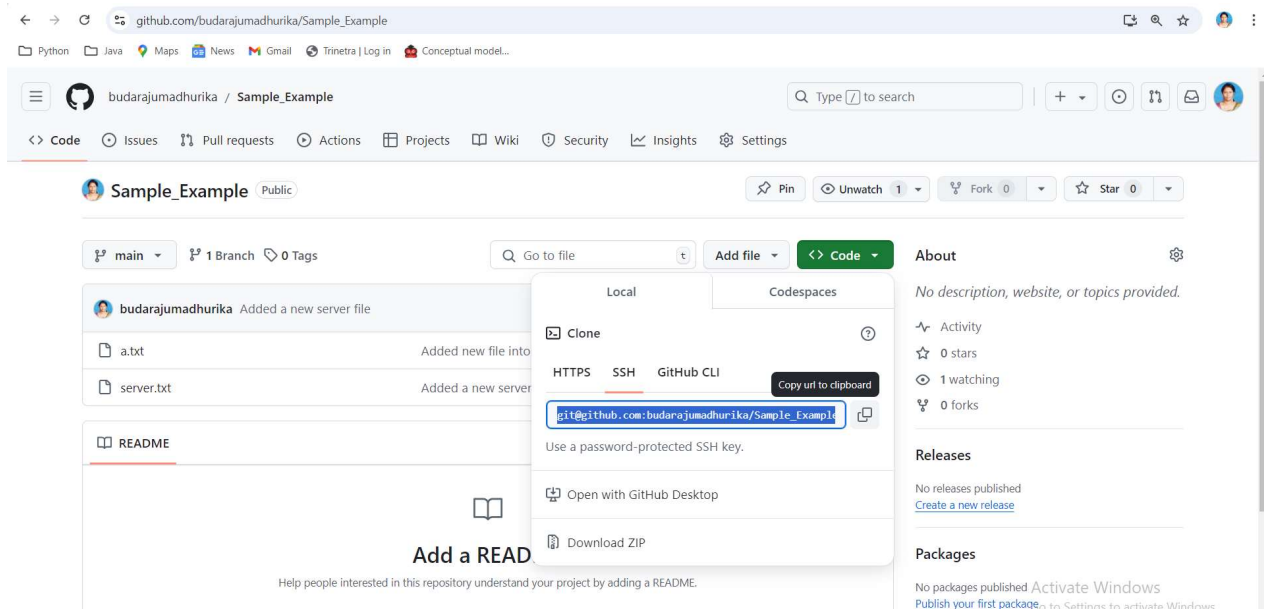 github.com/budarajumadhurika/Sample_Example
Python Java Maps News Gmail Trinetra | Log in Conceptual model...
budarajumadhurika / Sample_Example Type / to search
<> Code Issues Pull requests Actions Projects Wiki Security Insights Settings
Sample_Example Public Pin Unwatch 1 Fork 0 Star 0
main 1 Branch 0 Tags Go to file t Add file <> Code About
Local Codespaces No description, website, or topics provided.
budarajumadhurika Added a new server file
Activity
Clone
a.txt Added new file into 0 stars
HTTPS SSH GitHub CLI Copy url to clipboard 1 watching
server.txt Added a new server
0 forks
git@github.com:budarajumadhurika/Sample_Example
README Use a password-protected SSH key.
Releases
No releases published
Open with GitHub Desktop Create a new release
Download ZIP
Add a READ Packages
Help people interested in this repository understand your project by adding a README. No packages published Activate Windows
Publish your first package to Settings to activate Windows